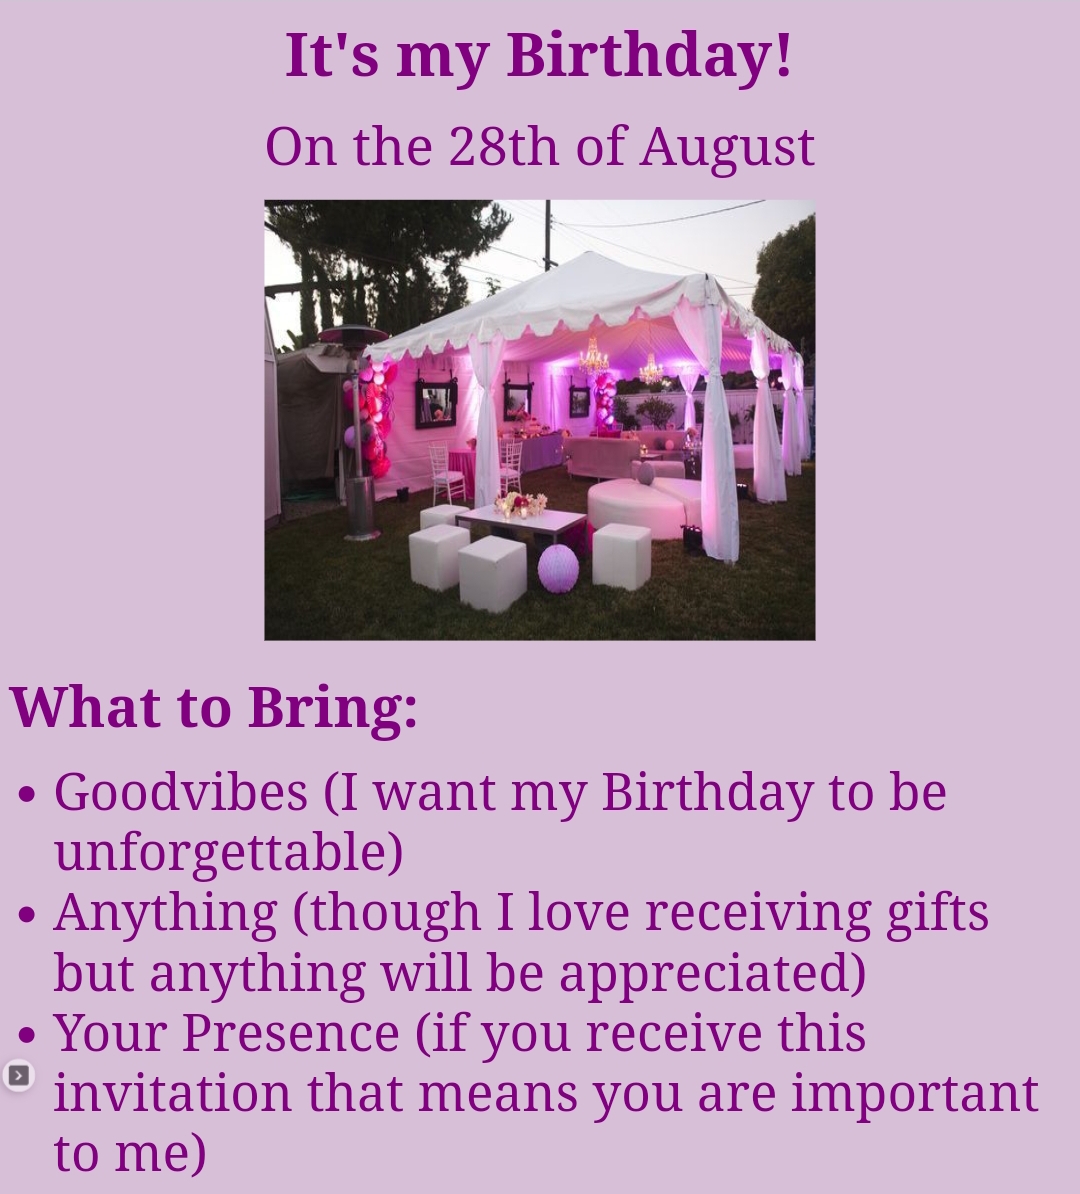 It's my Birthday!
On the 28th of August
What to Bring:
• Goodvibes (I want my Birthday to be
unforgettable)
• Anything (though I love receiving gifts
but anything will be appreciated)
• Your Presence (if you receive this
invitation that means you are important
to me)